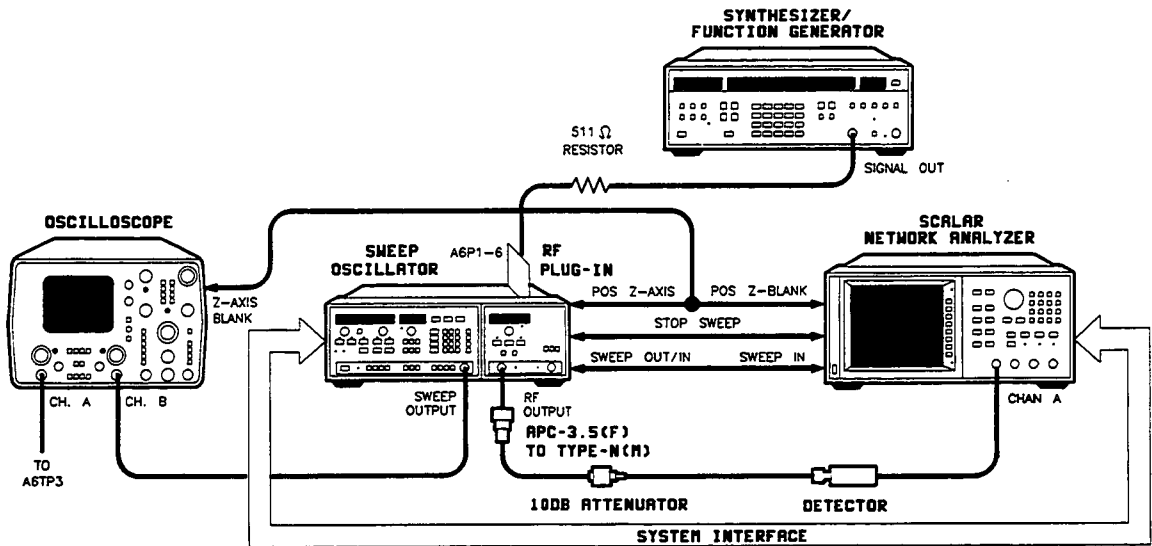 SYNTHESIZER/
FUNCTION GENERATOR
511 Ω
RESISTOR
SIGNAL OUT
OSCILLOSCOPE
SWEEP
OSCILLATOR
A6P1-6
RF
PLUG-IN
SCALAR
NETWORK ANALYZER
Z-AXIS
BLANK
POS Z-AXIS
POS Z-BLANK
STOP SWEEP
SWEEP OUT/IN
SWEEP IN
CH. A
CH. B
SWEEP
OUTPUT
RF
OUTPUT
CHAN A
APC-3.5(F)
TO TYPE-N(M)
TO
A6TP3
10DB ATTENUATOR
DETECTOR
SYSTEM INTERFACE